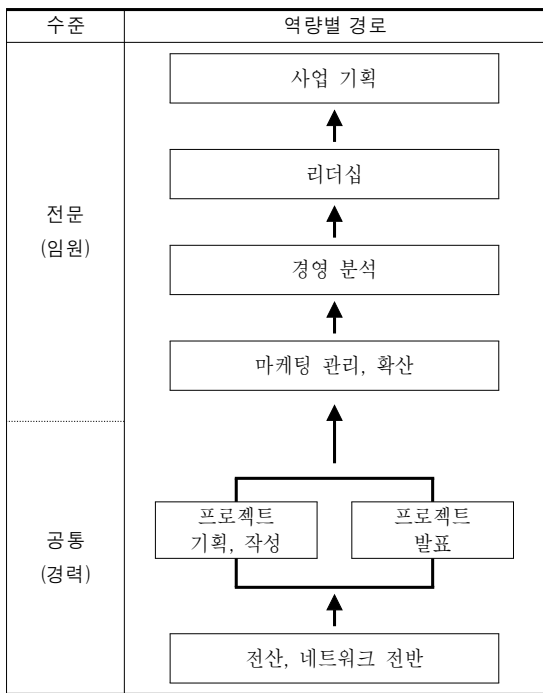 수준
역량별 경로
전문
(임원)
사업 기획
리더십
경영 분석
마케팅 관리, 확산
공통
(경력)
프로젝트
기획, 작성
프로젝트
발표
전산, 네트워크 전반